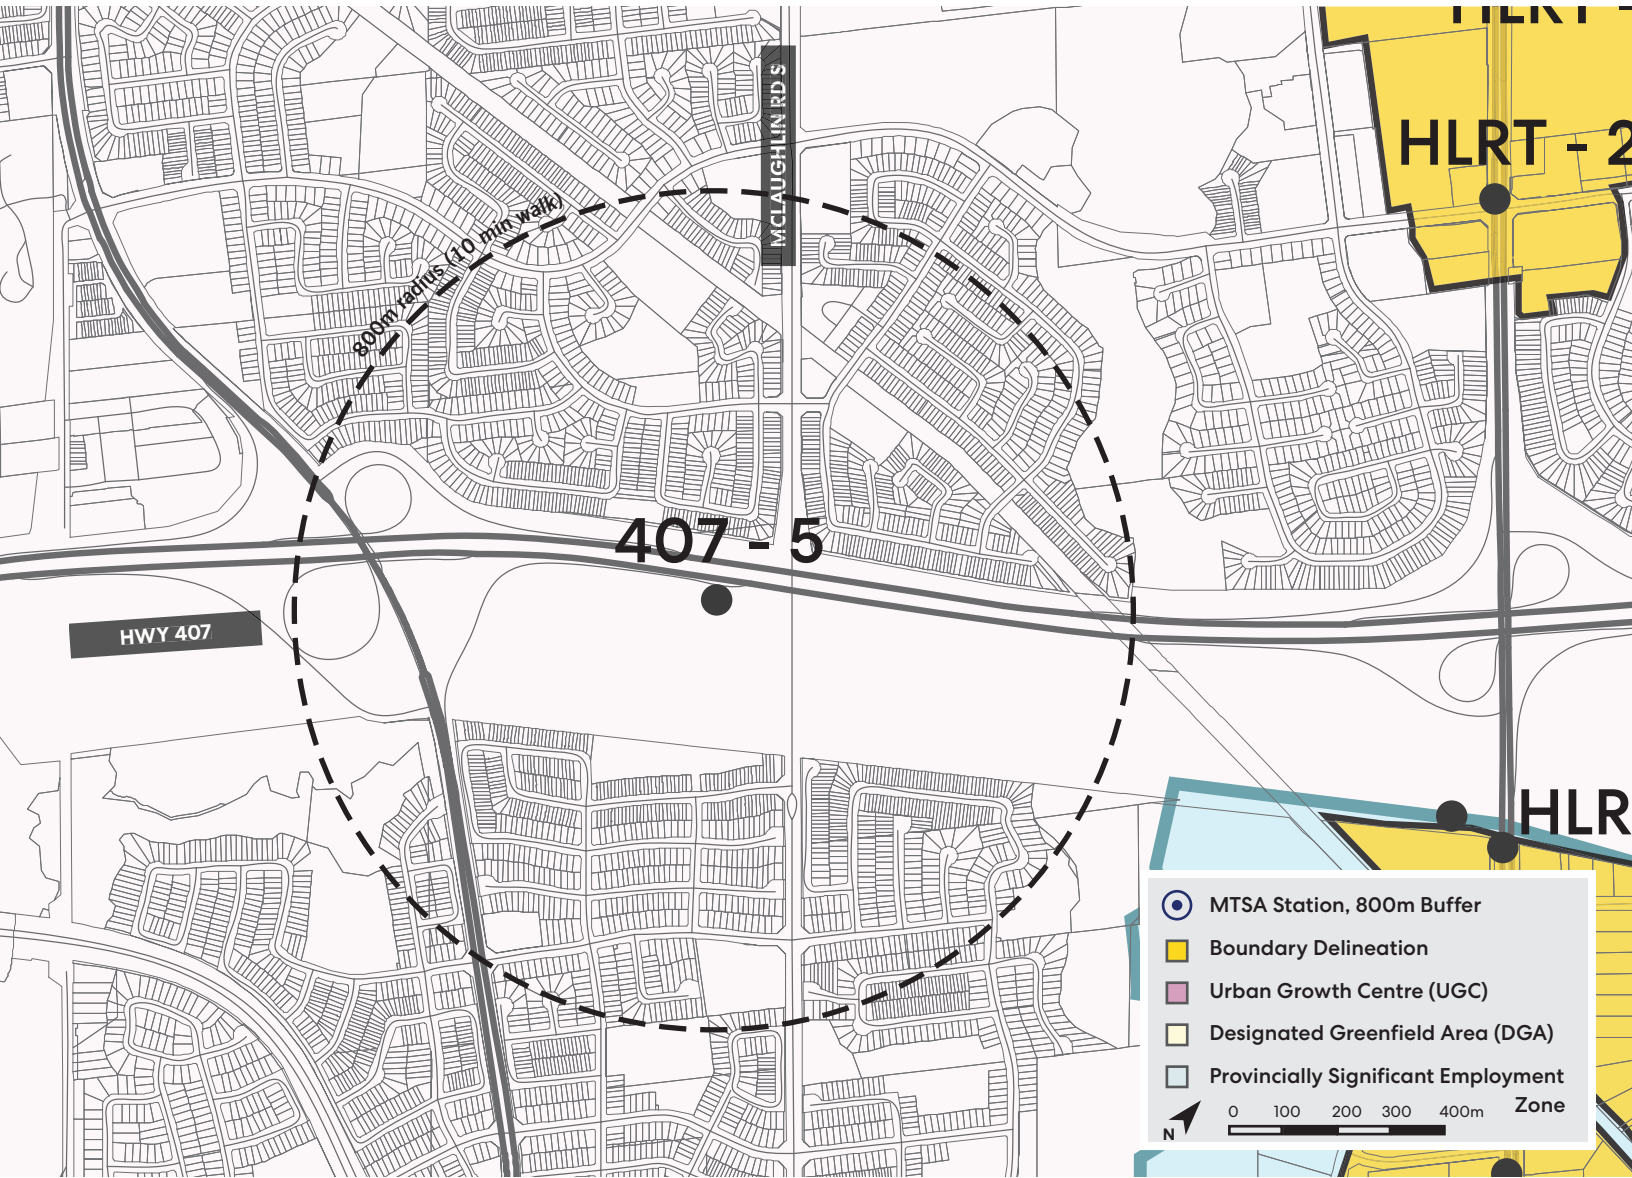 HLRT -
MCLAUGHLIN RD S
HLRT - 2
800m radius (10 min walk)
407 - 5
HWY 407
HLR
MTSA Station, 800m Buffer
Boundary Delineation
Urban Growth Centre (UGC)
Designated Greenfield Area (DGA)
Provincially Significant Employment
Zone
0 100 200 300 400m
N